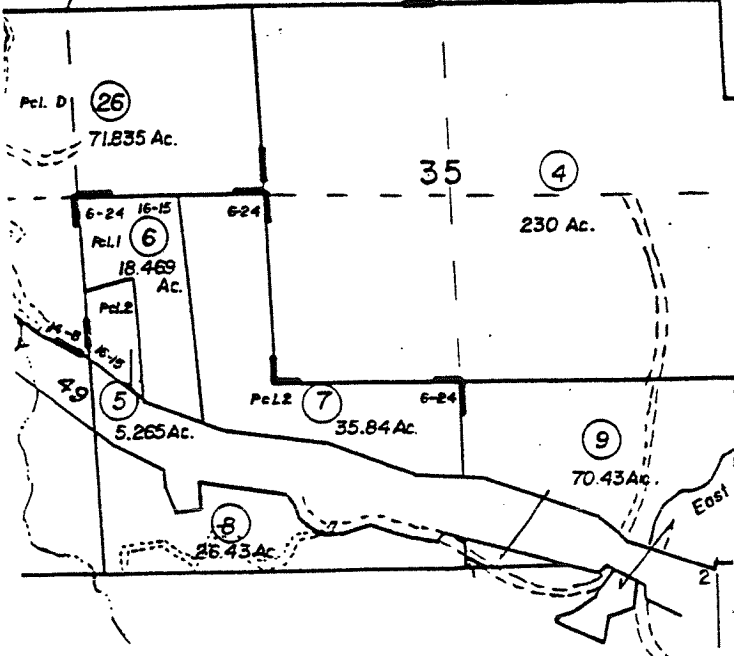 Pcl. D 26
71.835 Ac.
35
4
230 Ac.
6-24 16-15 6-24
Pcl.1 6
18.469
Ac.
Pcl.2
14-8
16-15
49
5
5.265 Ac.
Pcl.2 7 6-24
35.84 Ac.
9
70.43 Ac.
East
8
26.43 Ac.
2